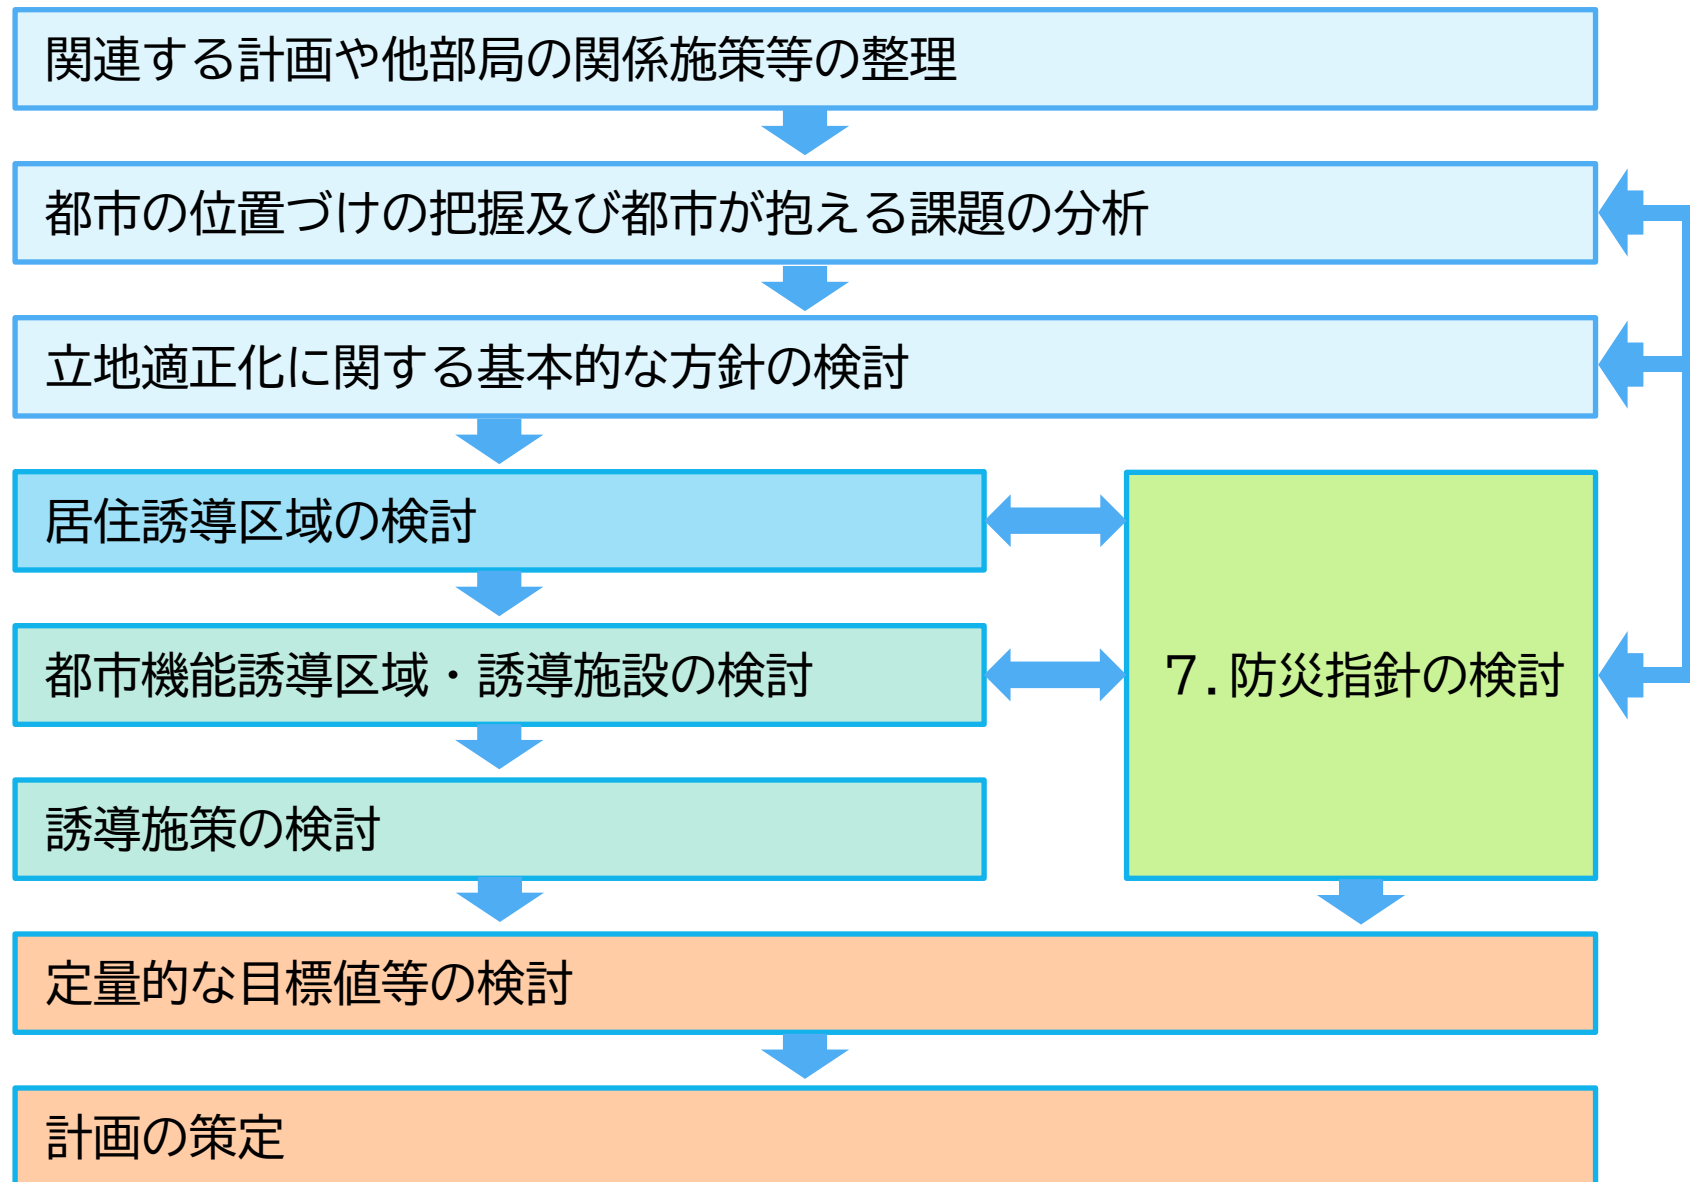 関連する計画や他部局の関係施策等の整理
都市の位置づけの把握及び都市が抱える課題の分析
立地適正化に関する基本的な方針の検討
居住誘導区域の検討
都市機能誘導区域・誘導施設の検討
7.防災指針の検討
誘導施策の検討
定量的な目標値等の検討
計画の策定